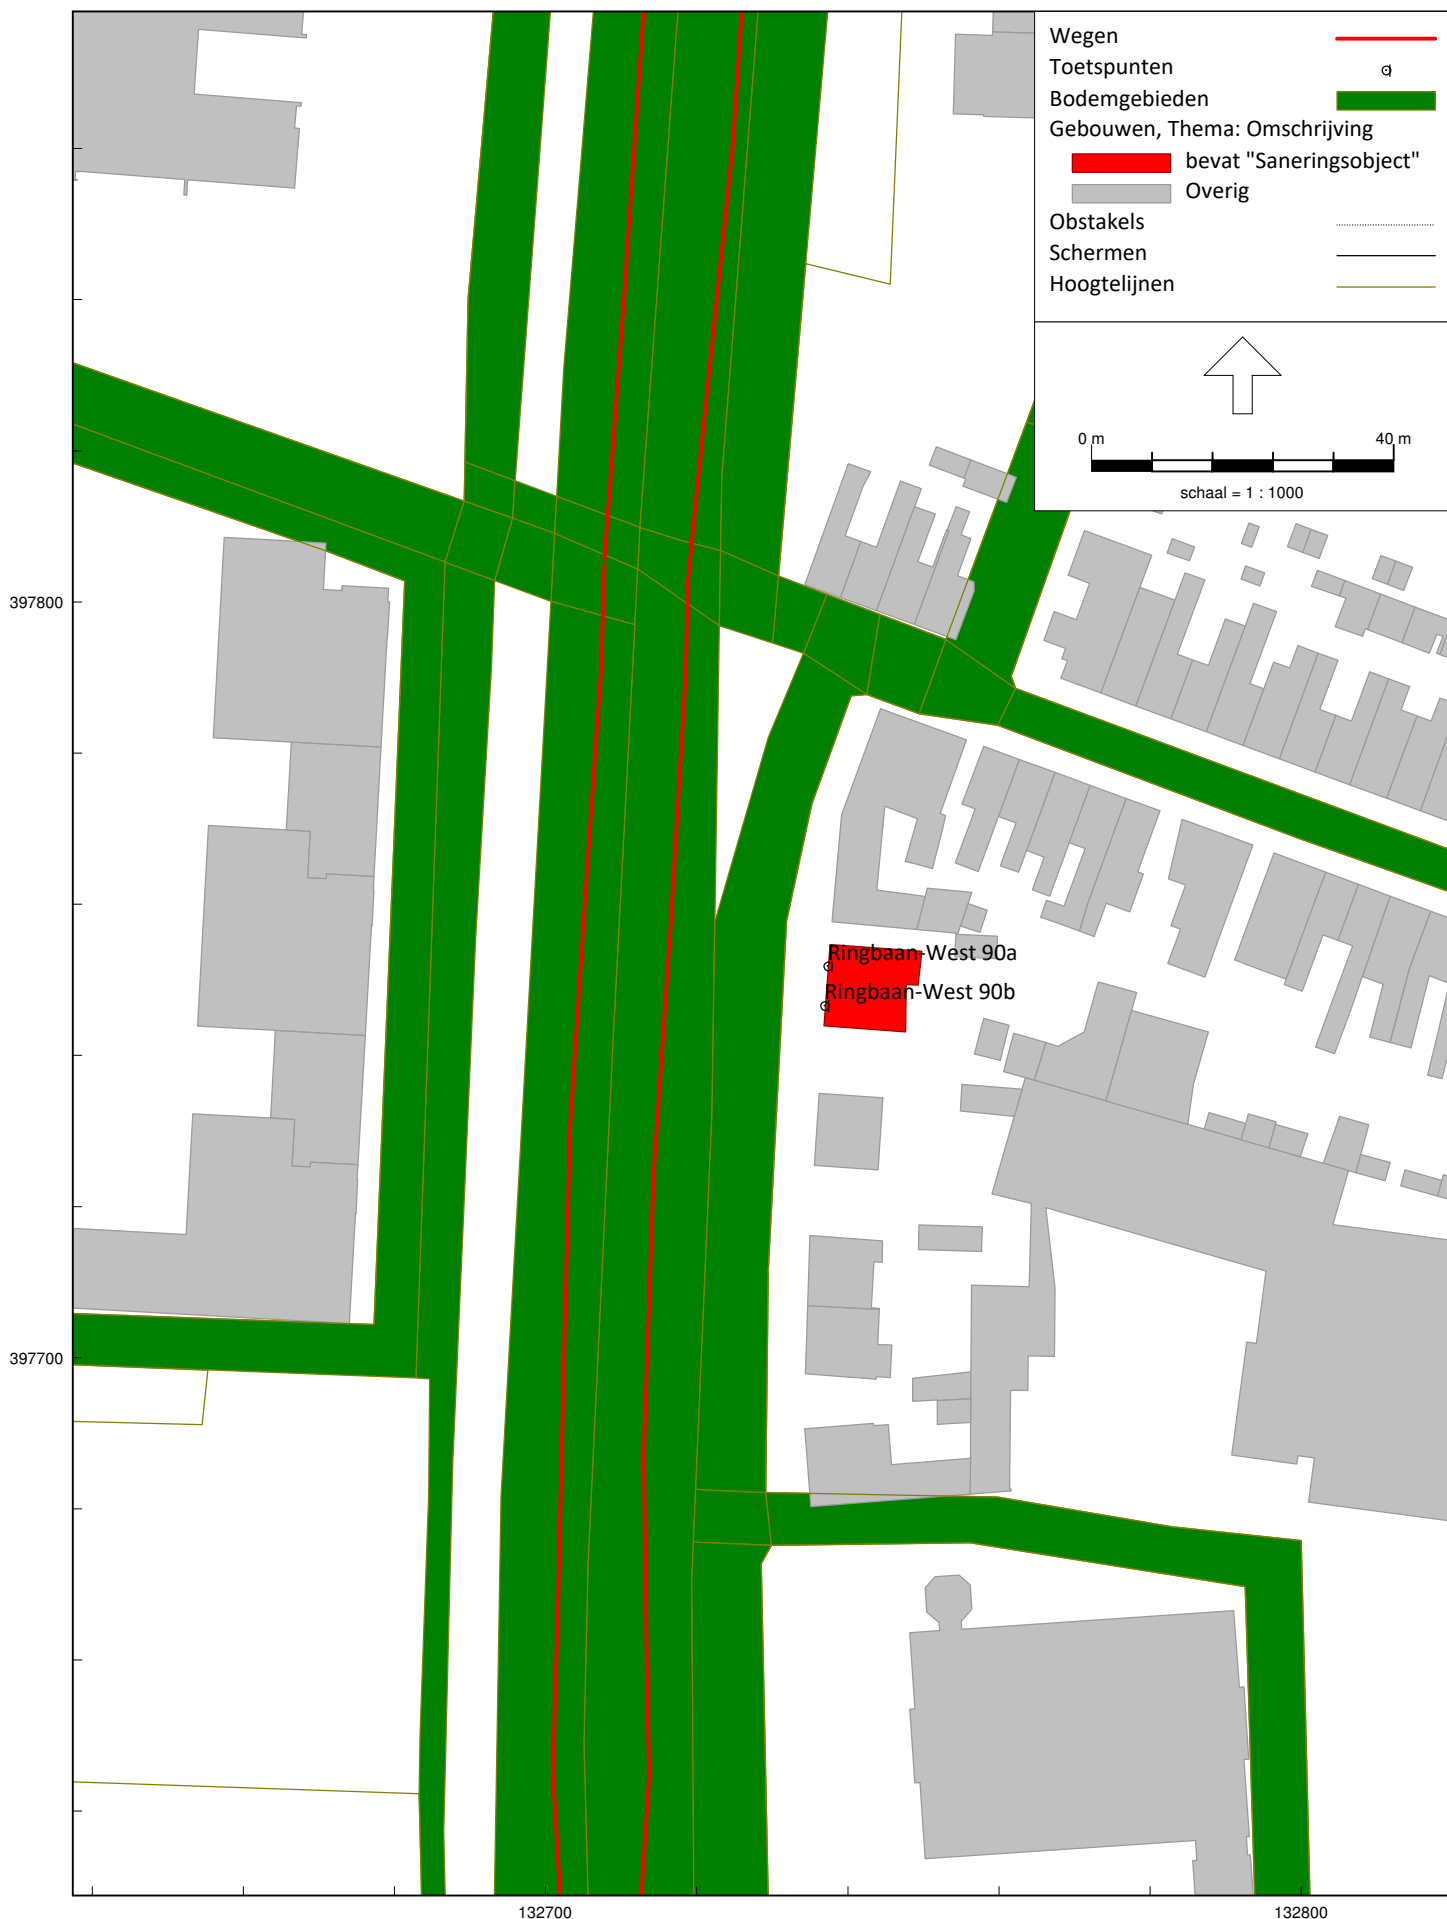 Wegen
Toetspunten
Bodemgebieden
Gebouwen, Thema: Omschrijving
bevat "Saneringsobject"
Overig
Obstakels
Schermen
Hoogtelijnen
0 m 40 m
schaal = 1 : 1000
397800
Ringbaan-West 90a
Ringbaan-West 90b
397700
132700 132800